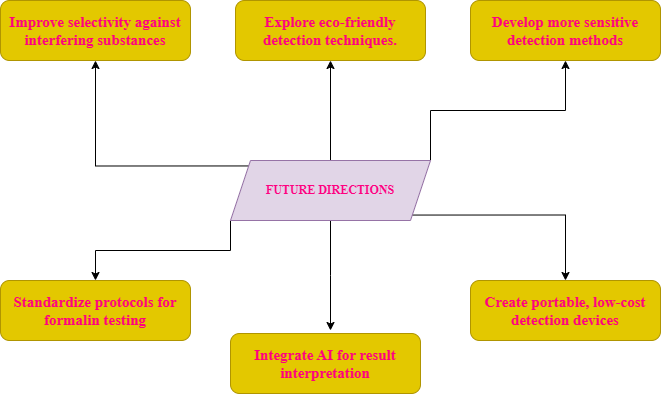 Improve selectivity against
interfering substances
Explore eco-friendly
detection techniques.
Develop more sensitive
detection methods
FUTURE DIRECTIONS
Standardize protocols for
formalin testing
Integrate AI for result
interpretation
Create portable, low-cost
detection devices